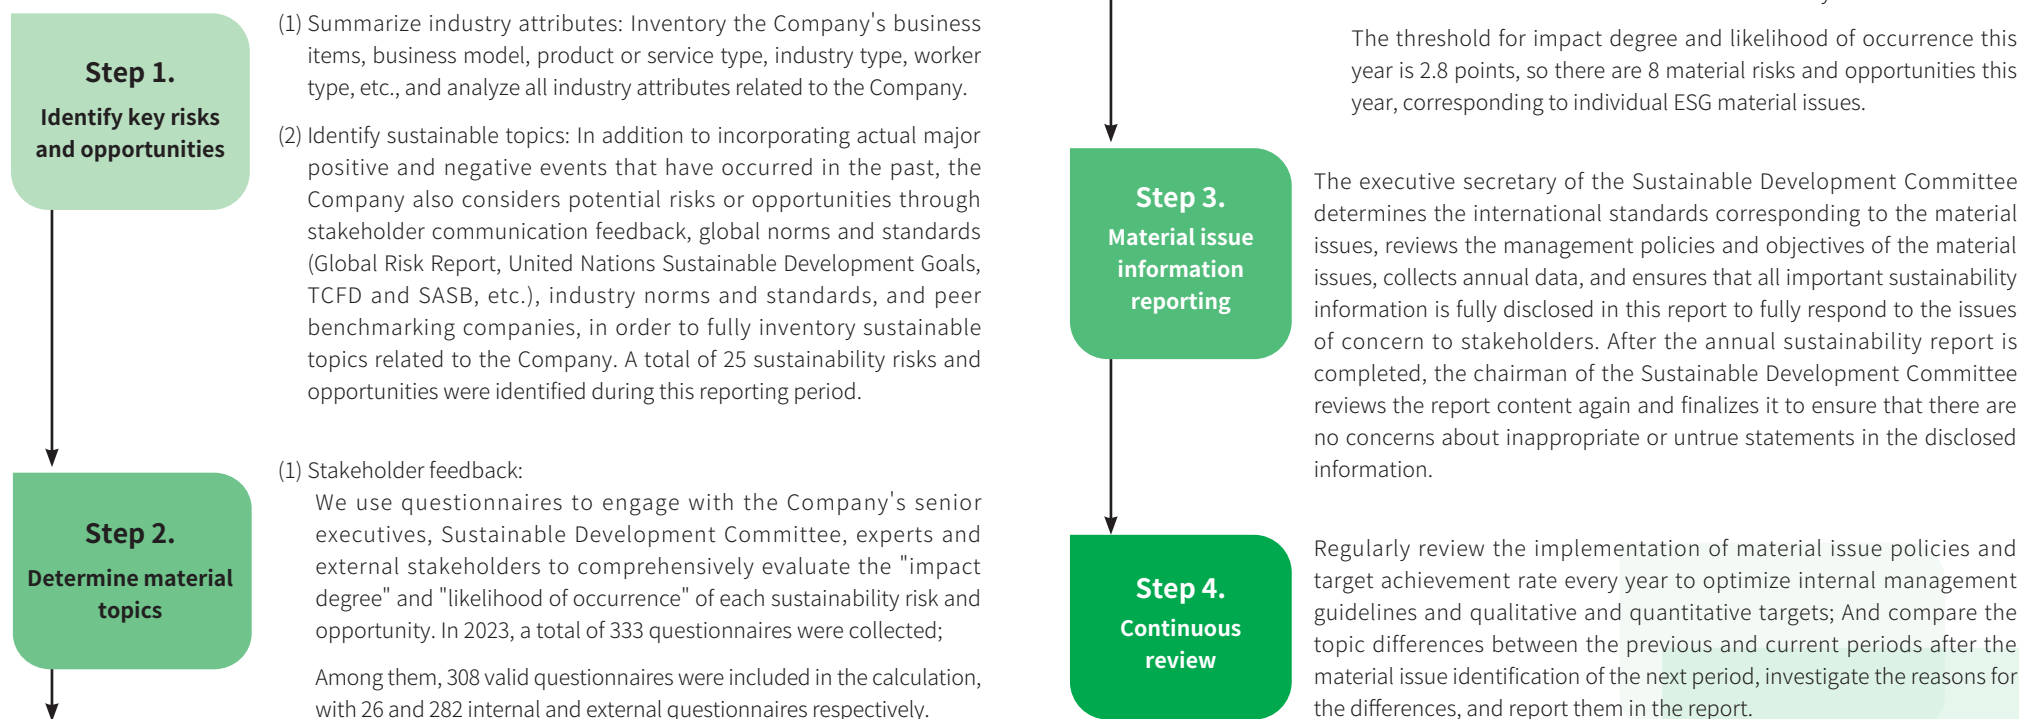 Step 1.
Identify key risks
and opportunities
(1) Summarize industry attributes: Inventory the Company's business
items, business model, product or service type, industry type, worker
type, etc., and analyze all industry attributes related to the Company.
(2) Identify sustainable topics: In addition to incorporating actual major
positive and negative events that have occurred in the past, the
Company also considers potential risks or opportunities through
stakeholder communication feedback, global norms and standards
(Global Risk Report, United Nations Sustainable Development Goals,
TCFD and SASB, etc.), industry norms and standards, and peer
benchmarking companies, in order to fully inventory sustainable
topics related to the Company. A total of 25 sustainability risks and
opportunities were identified during this reporting period.
Step 2.
Determine material
topics
(1) Stakeholder feedback:
We use questionnaires to engage with the Company's senior
executives, Sustainable Development Committee, experts and
external stakeholders to comprehensively evaluate the "impact
degree" and "likelihood of occurrence" of each sustainability risk and
opportunity. In 2023, a total of 333 questionnaires were collected;
Among them, 308 valid questionnaires were included in the calculation,
with 26 and 282 internal and external questionnaires respectively.
The threshold for impact degree and likelihood of occurrence this
year is 2.8 points, so there are 8 material risks and opportunities this
year, corresponding to individual ESG material issues.
Step 3.
Material issue
information
reporting
The executive secretary of the Sustainable Development Committee
determines the international standards corresponding to the material
issues, reviews the management policies and objectives of the material
issues, collects annual data, and ensures that all important sustainability
information is fully disclosed in this report to fully respond to the issues
of concern to stakeholders. After the annual sustainability report is
completed, the chairman of the Sustainable Development Committee
reviews the report content again and finalizes it to ensure that there are
no concerns about inappropriate or untrue statements in the disclosed
information.
Step 4.
Continuous
review
Regularly review the implementation of material issue policies and
target achievement rate every year to optimize internal management
guidelines and qualitative and quantitative targets; And compare the
topic differences between the previous and current periods after the
material issue identification of the next period, investigate the reasons for
the differences, and report them in the report.